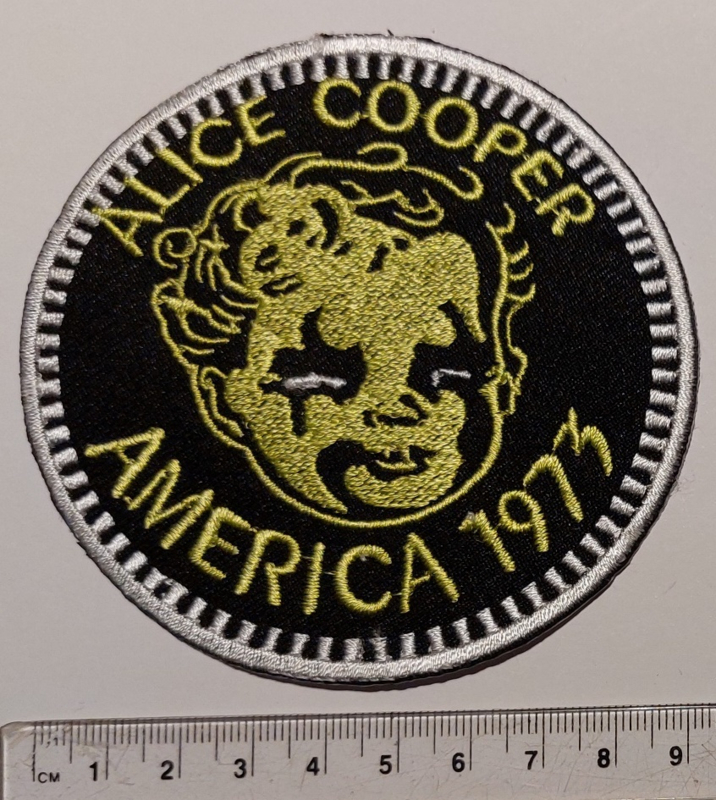 ALICE COOPER
AMERICA 1973
CM 1 2 3 4 5 6 7 8 9